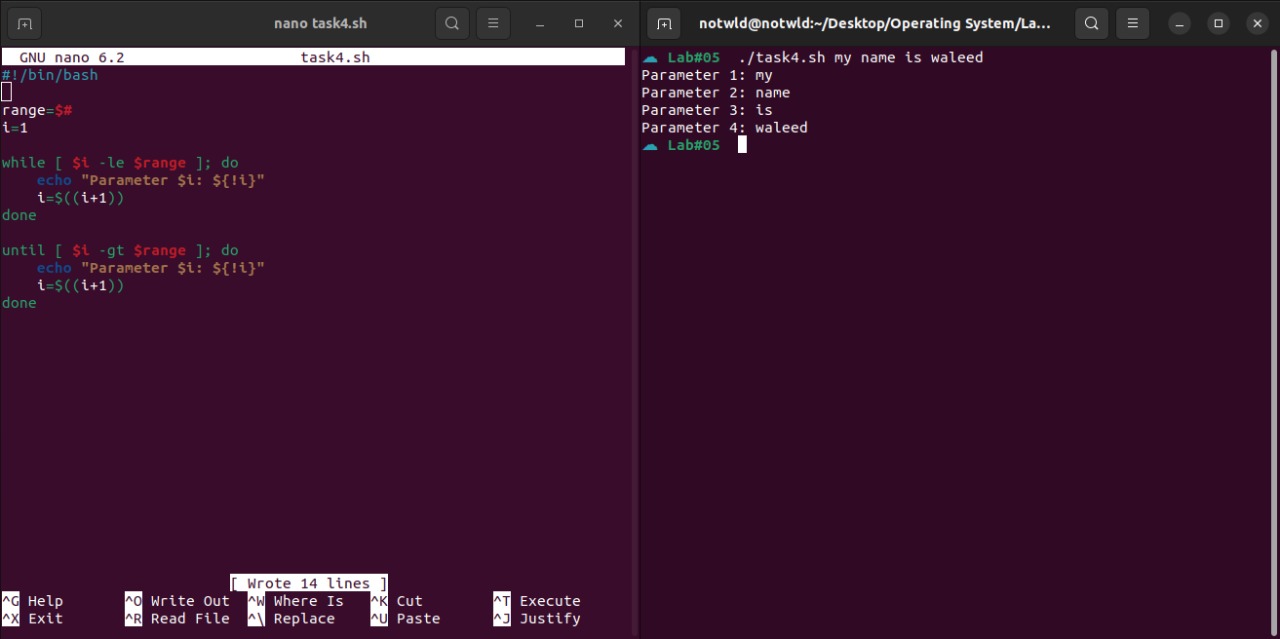 nano task4.sh
GNU nano 6.2 task4.sh
#!/bin/bash
range=$#
i=1
while [ $i -le $range ]; do
    echo "Parameter $i: ${!i}"
    i=$((i+1))
done
until [ $i -gt $range ]; do
    echo "Parameter $i: ${!i}"
    i=$((i+1))
done
[ Wrote 14 lines ]
^G Help ^O Write Out ^W Where Is ^K Cut ^T Execute
^X Exit ^R Read File ^\ Replace ^U Paste ^J Justify
notwld@notwld:~/Desktop/Operating System/La...
Lab#05 ./task4.sh my name is waleed
Parameter 1: my
Parameter 2: name
Parameter 3: is
Parameter 4: waleed
Lab#05